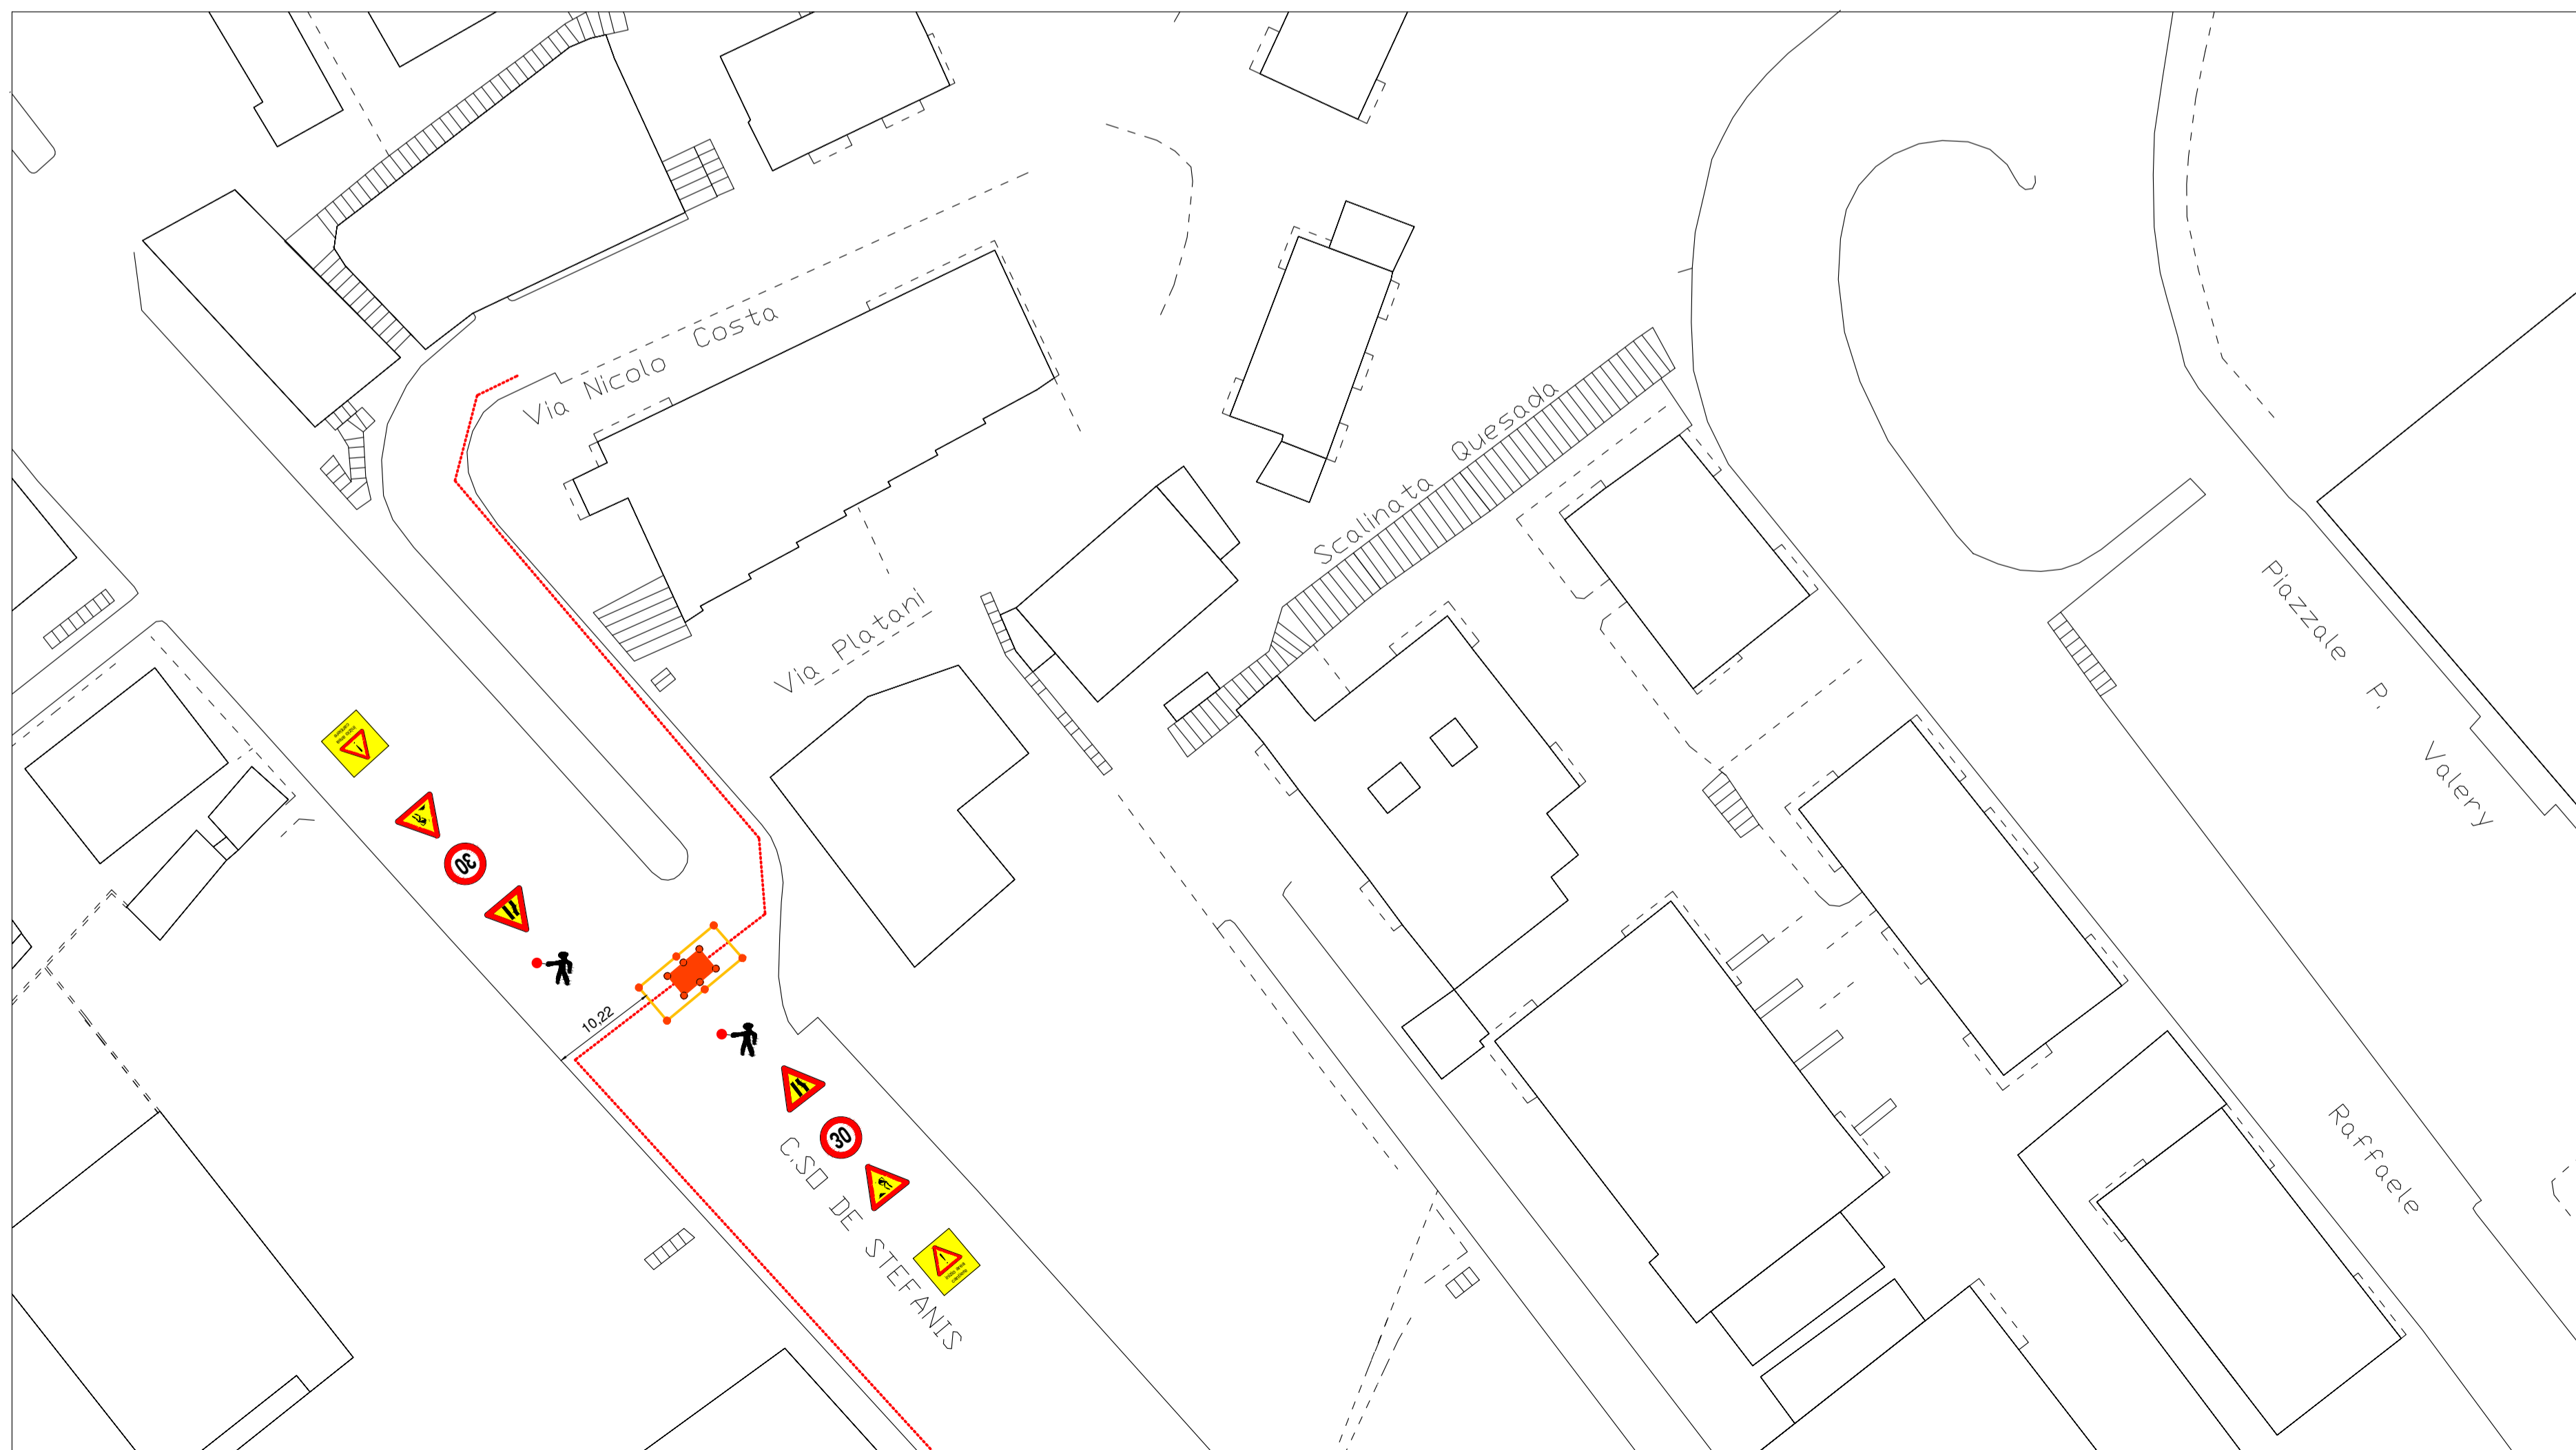 Via Nicolo Costa
Scalinata Quesada
Via Platani
Piazzale P. Valery
30
10,22
30
C.SO DE STEFANIS
Raffaele